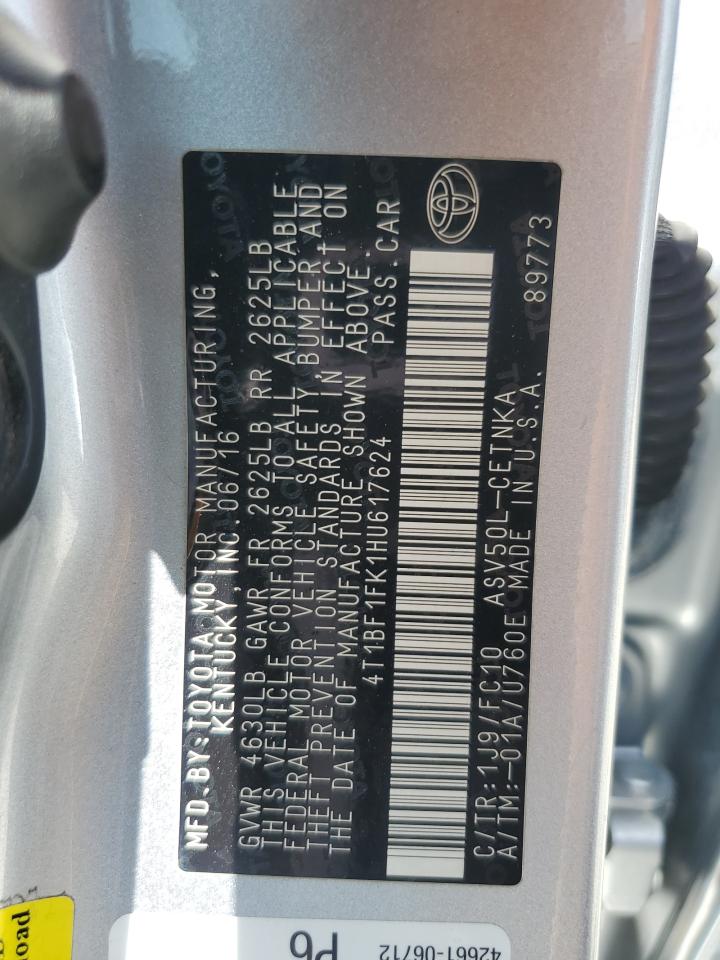 MFD.BY:TOYOTA MOTOR MANUFACTURING,
KENTUCKY, INC 06/16
GVWR 4630LB GAWR FR 2625LB RR 2625LB
THIS VEHICLE CONFORMS TO ALL APPLICABLE
FEDERAL MOTOR VEHICLE SAFETY, BUMPER AND
THEFT PREVENTION STANDARDS IN EFFECT ON
THE DATE OF MANUFACTURE SHOWN ABOVE.
4T1BF1FK1HU617624 PASS.CAR
C/TR:1J9/FC10 ASV50L-CETNKA
A/TM:-01A/U760E MADE IN U.S.A. 89773
P6
42661-06712
oad